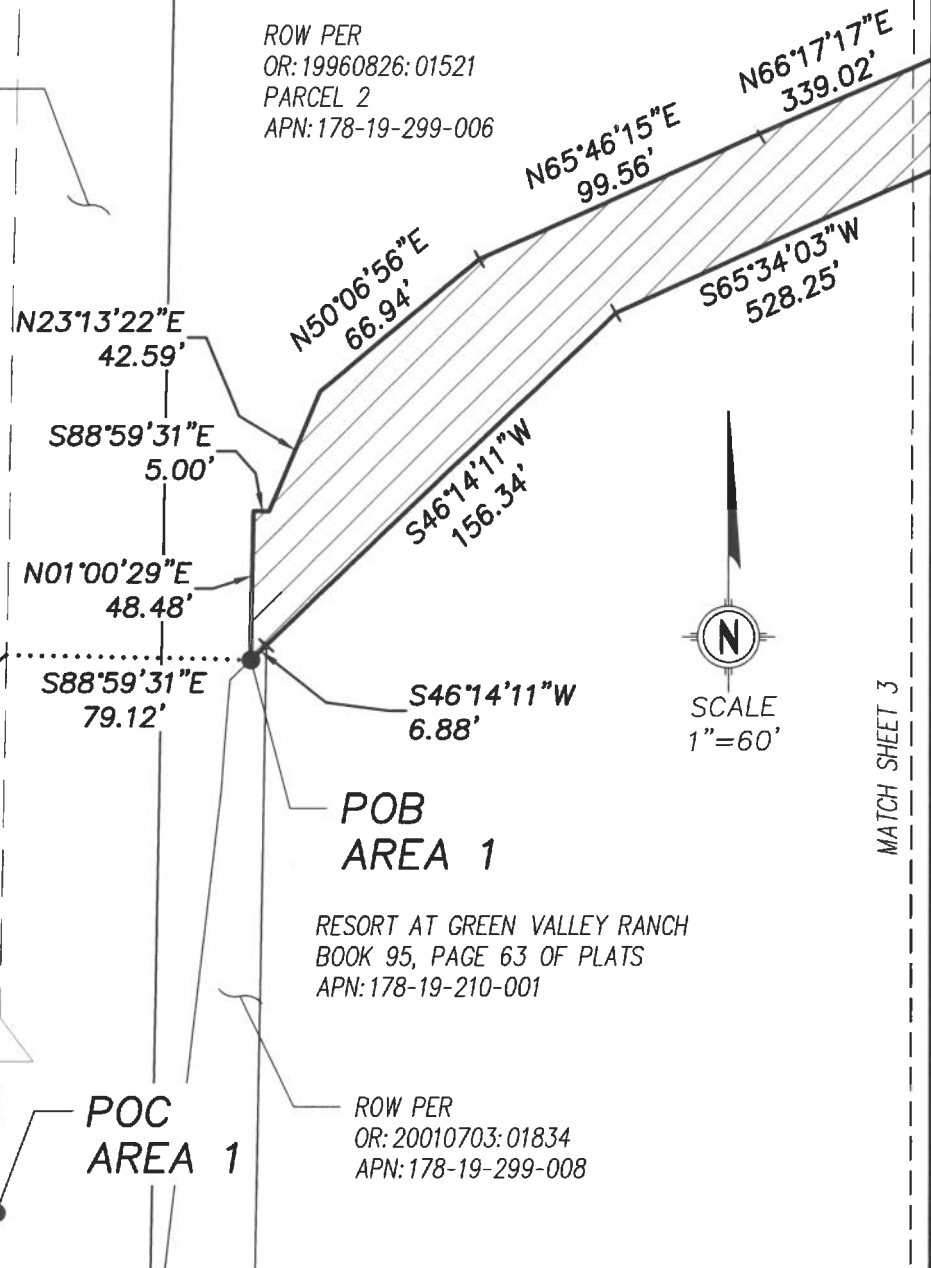 ROW PER
OR: 19960826: 01521
PARCEL 2
APN: 178-19-299-006
N66°17'17"E
339.02'
N65°46'15"E
99.56'
N50°06'56"E
66.94'
S65°34'03"W
528.25'
N23°13'22"E
42.59'
S88°59'31"E
5.00'
S46°14'11"W
156.34'
N01°00'29"E
48.48'
S88°59'31"E
79.12'
S46°14'11"W
6.88'
N
SCALE
1"=60'
MATCH SHEET 3
POB
AREA 1
RESORT AT GREEN VALLEY RANCH
BOOK 95, PAGE 63 OF PLATS
APN: 178-19-210-001
POC
AREA 1
ROW PER
OR: 20010703: 01834
APN: 178-19-299-008